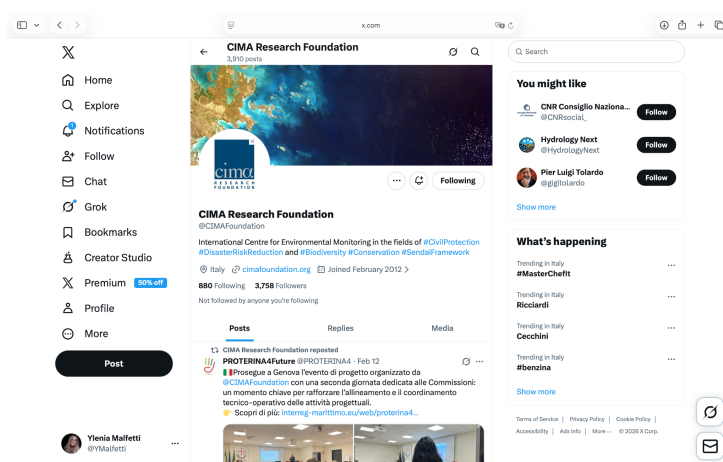 x.com
CIMA Research Foundation
3,910 posts
Home
Explore
Notifications
Follow
Chat
Grok
Bookmarks
Creator Studio
Premium 50% off
Profile
More
Post
Ylenia Malfetti
@YMalfetti
cima
RESEARCH
FOUNDATION
Following
CIMA Research Foundation
@CIMAFoundation
International Centre for Environmental Monitoring in the fields of #CivilProtection
#DisasterRiskReduction and #Biodiversity #Conservation #SendaiFramework
Italy cimafoundation.org Joined February 2012
880 Following 3,758 Followers
Not followed by anyone you're following
Posts Replies Media
CIMA Research Foundation reposted
PROTERINA4Future @PROTERINA4 · Feb 12
🇮🇹Prosegue a Genova l'evento di progetto organizzato da
@CIMAFoundation con una seconda giornata dedicata alle Commissioni:
un momento chiave per rafforzare l'allineamento e il coordinamento
tecnico-operativo delle attività progettuali.
👉 Scopri di più: interreg-marittimo.eu/web/proterina4...
Search
You might like
CNR Consiglio Naziona...
@CNRsocial_
Follow
Hydrology Next
@HydrologyNext
Follow
Pier Luigi Tolardo
@gigitolardo
Follow
Show more
What's happening
Trending in Italy
#MasterChefIt
Trending in Italy
Ricciardi
Trending in Italy
Cecchini
Trending in Italy
#benzina
Show more
Terms of Service | Privacy Policy | Cookie Policy |
Accessibility | Ads info | More... © 2026 X Corp.